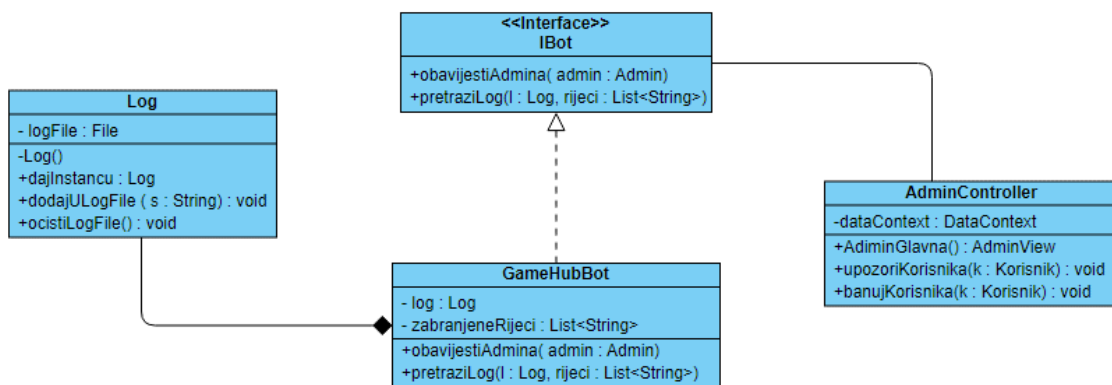 <<Interface>>
IBot
+obavijestiAdmina( admin : Admin)
+pretraziLog(l : Log, rijeci : List<String>)
Log
- logFile : File
-Log()
+dajInstancu : Log
+dodajULogFile ( s : String) : void
+ocistiLogFile() : void
AdminController
-dataContext : DataContext
+AdiminGlavna() : AdminView
+upozoriKorisnika(k : Korisnik) : void
+banujKorisnika(k : Korisnik) : void
GameHubBot
- log : Log
- zabranjeneRijeci : List<String>
+obavijestiAdmina( admin : Admin)
+pretraziLog(l : Log, rijeci : List<String>)